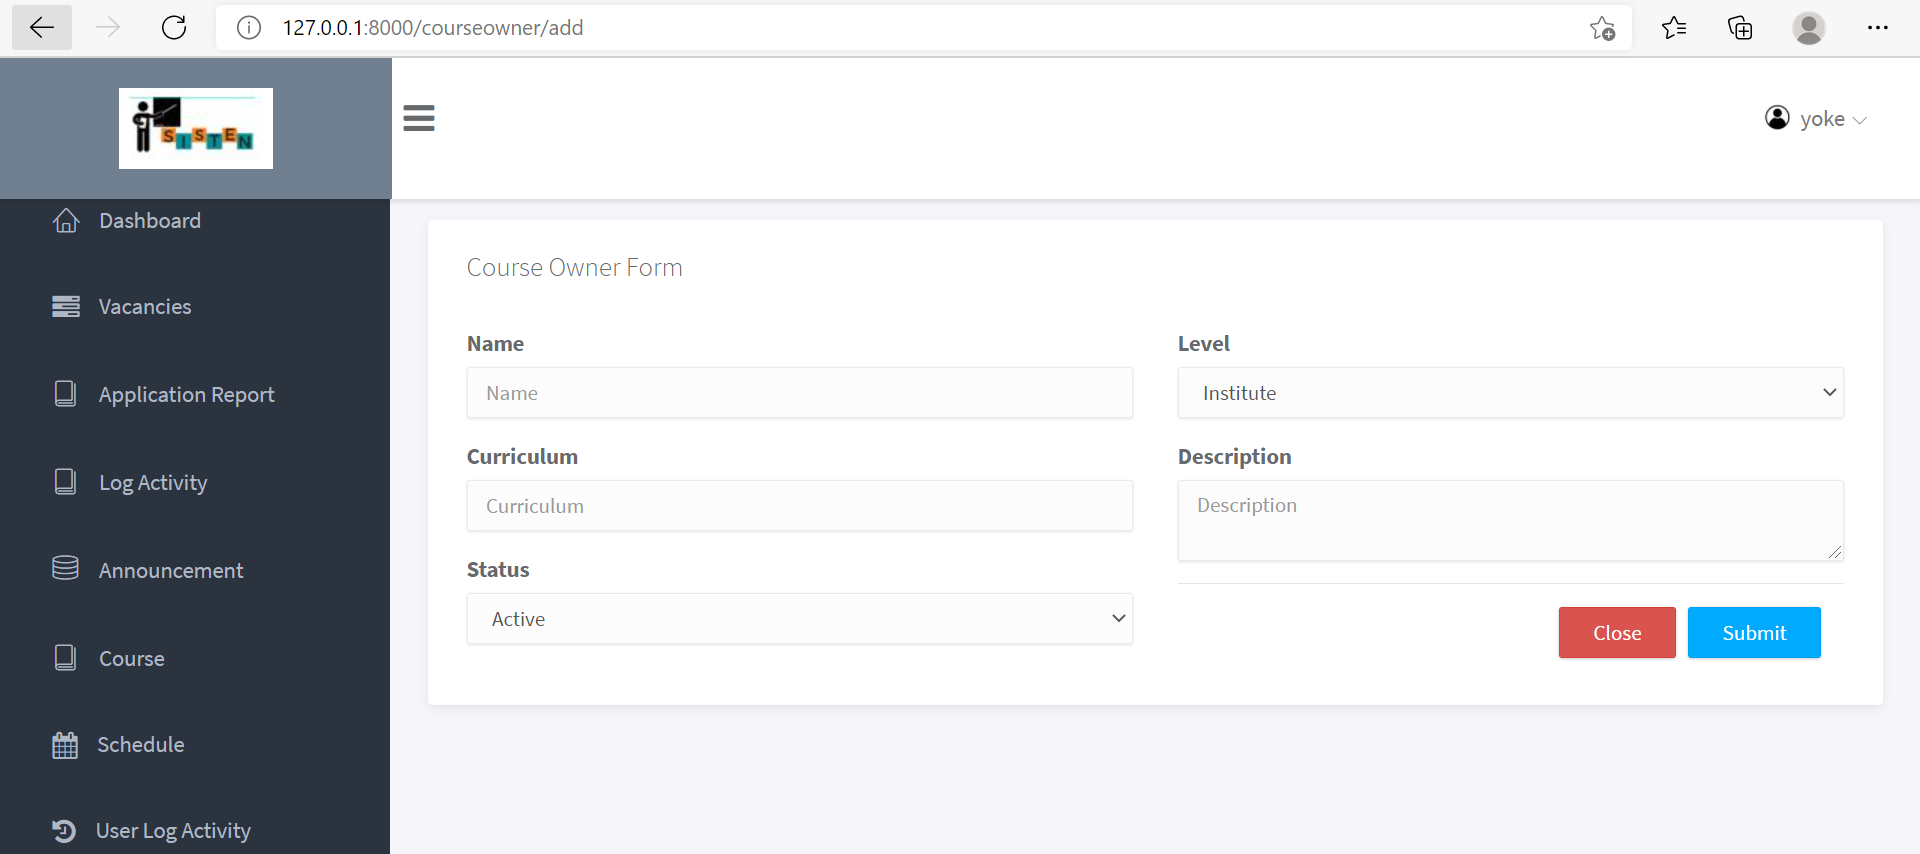 127.0.0.1:8000/courseowner/add
SISTEN
yoke
Dashboard
Vacancies
Application Report
Log Activity
Announcement
Course
Schedule
User Log Activity
Course Owner Form
Name
Name
Curriculum
Curriculum
Status
Active
Level
Institute
Description
Description
Close
Submit